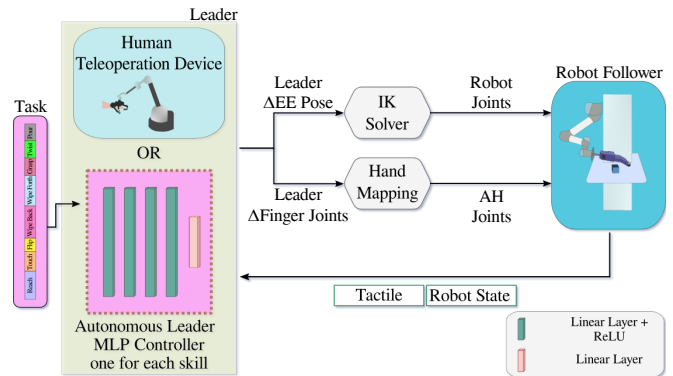 Leader
Human
Teleoperation Device
OR
Autonomous Leader
MLP Controller
one for each skill
Task
Pour
Twist
Grasp
Wipe Forth
Wipe Back
Flip
Touch
Reach
Leader
ΔEE Pose
IK
Solver
Robot
Joints
Leader
ΔFinger Joints
Hand
Mapping
AH
Joints
Robot Follower
Tactile
Robot State
Linear Layer +
ReLU
Linear Layer